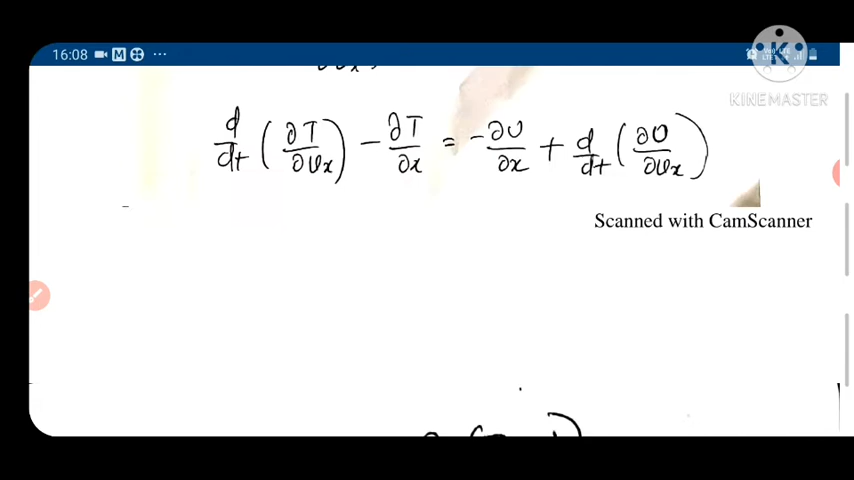 16:08 M ...
KINEMASTER
d/dt (∂T/∂v_x) - ∂T/∂x = -∂U/∂x + d/dt (∂U/∂v_x)
Scanned with CamScanner